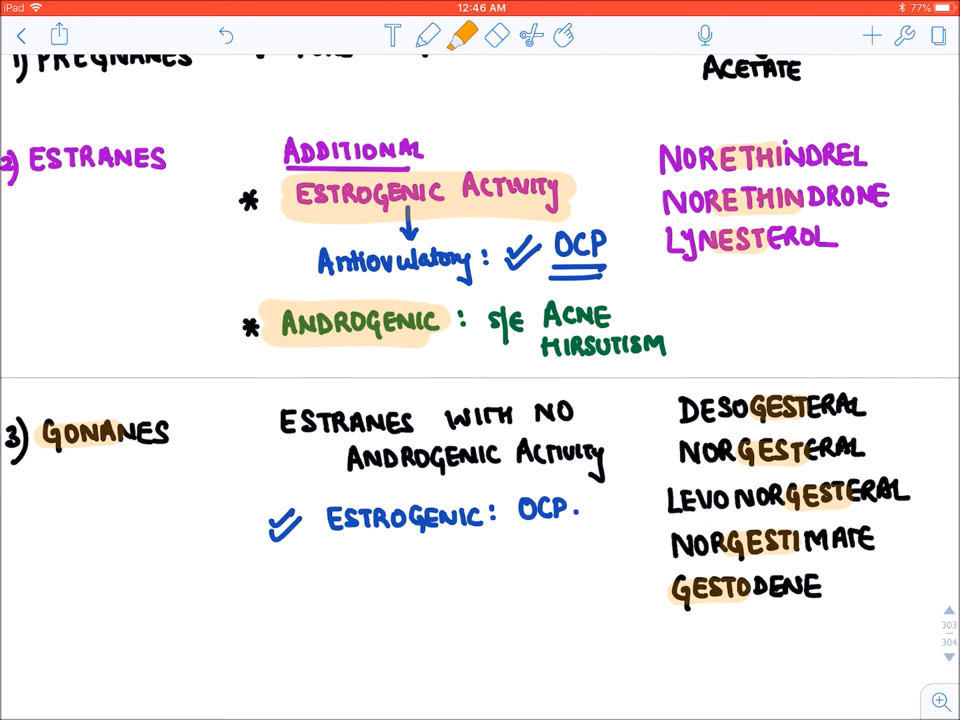 iPad
12:46 AM
77%
T
1) PREGNANES
ACETATE
2) ESTRANES
ADDITIONAL
* ESTROGENIC ACTIVITY
Antiovulatory: OCP
* ANDROGENIC : S/E ACNE
HIRSUTISM
NORETHINDREL
NORETHINDRONE
LYNESTEROL
3) GONANES
ESTRANES WITH NO
ANDROGENIC ACTIVITY
ESTROGENIC: OCP.
DESOGESTERAL
NORGESTERAL
LEVONORGESTERAL
NORGESTIMATE
GESTODENE
303
304